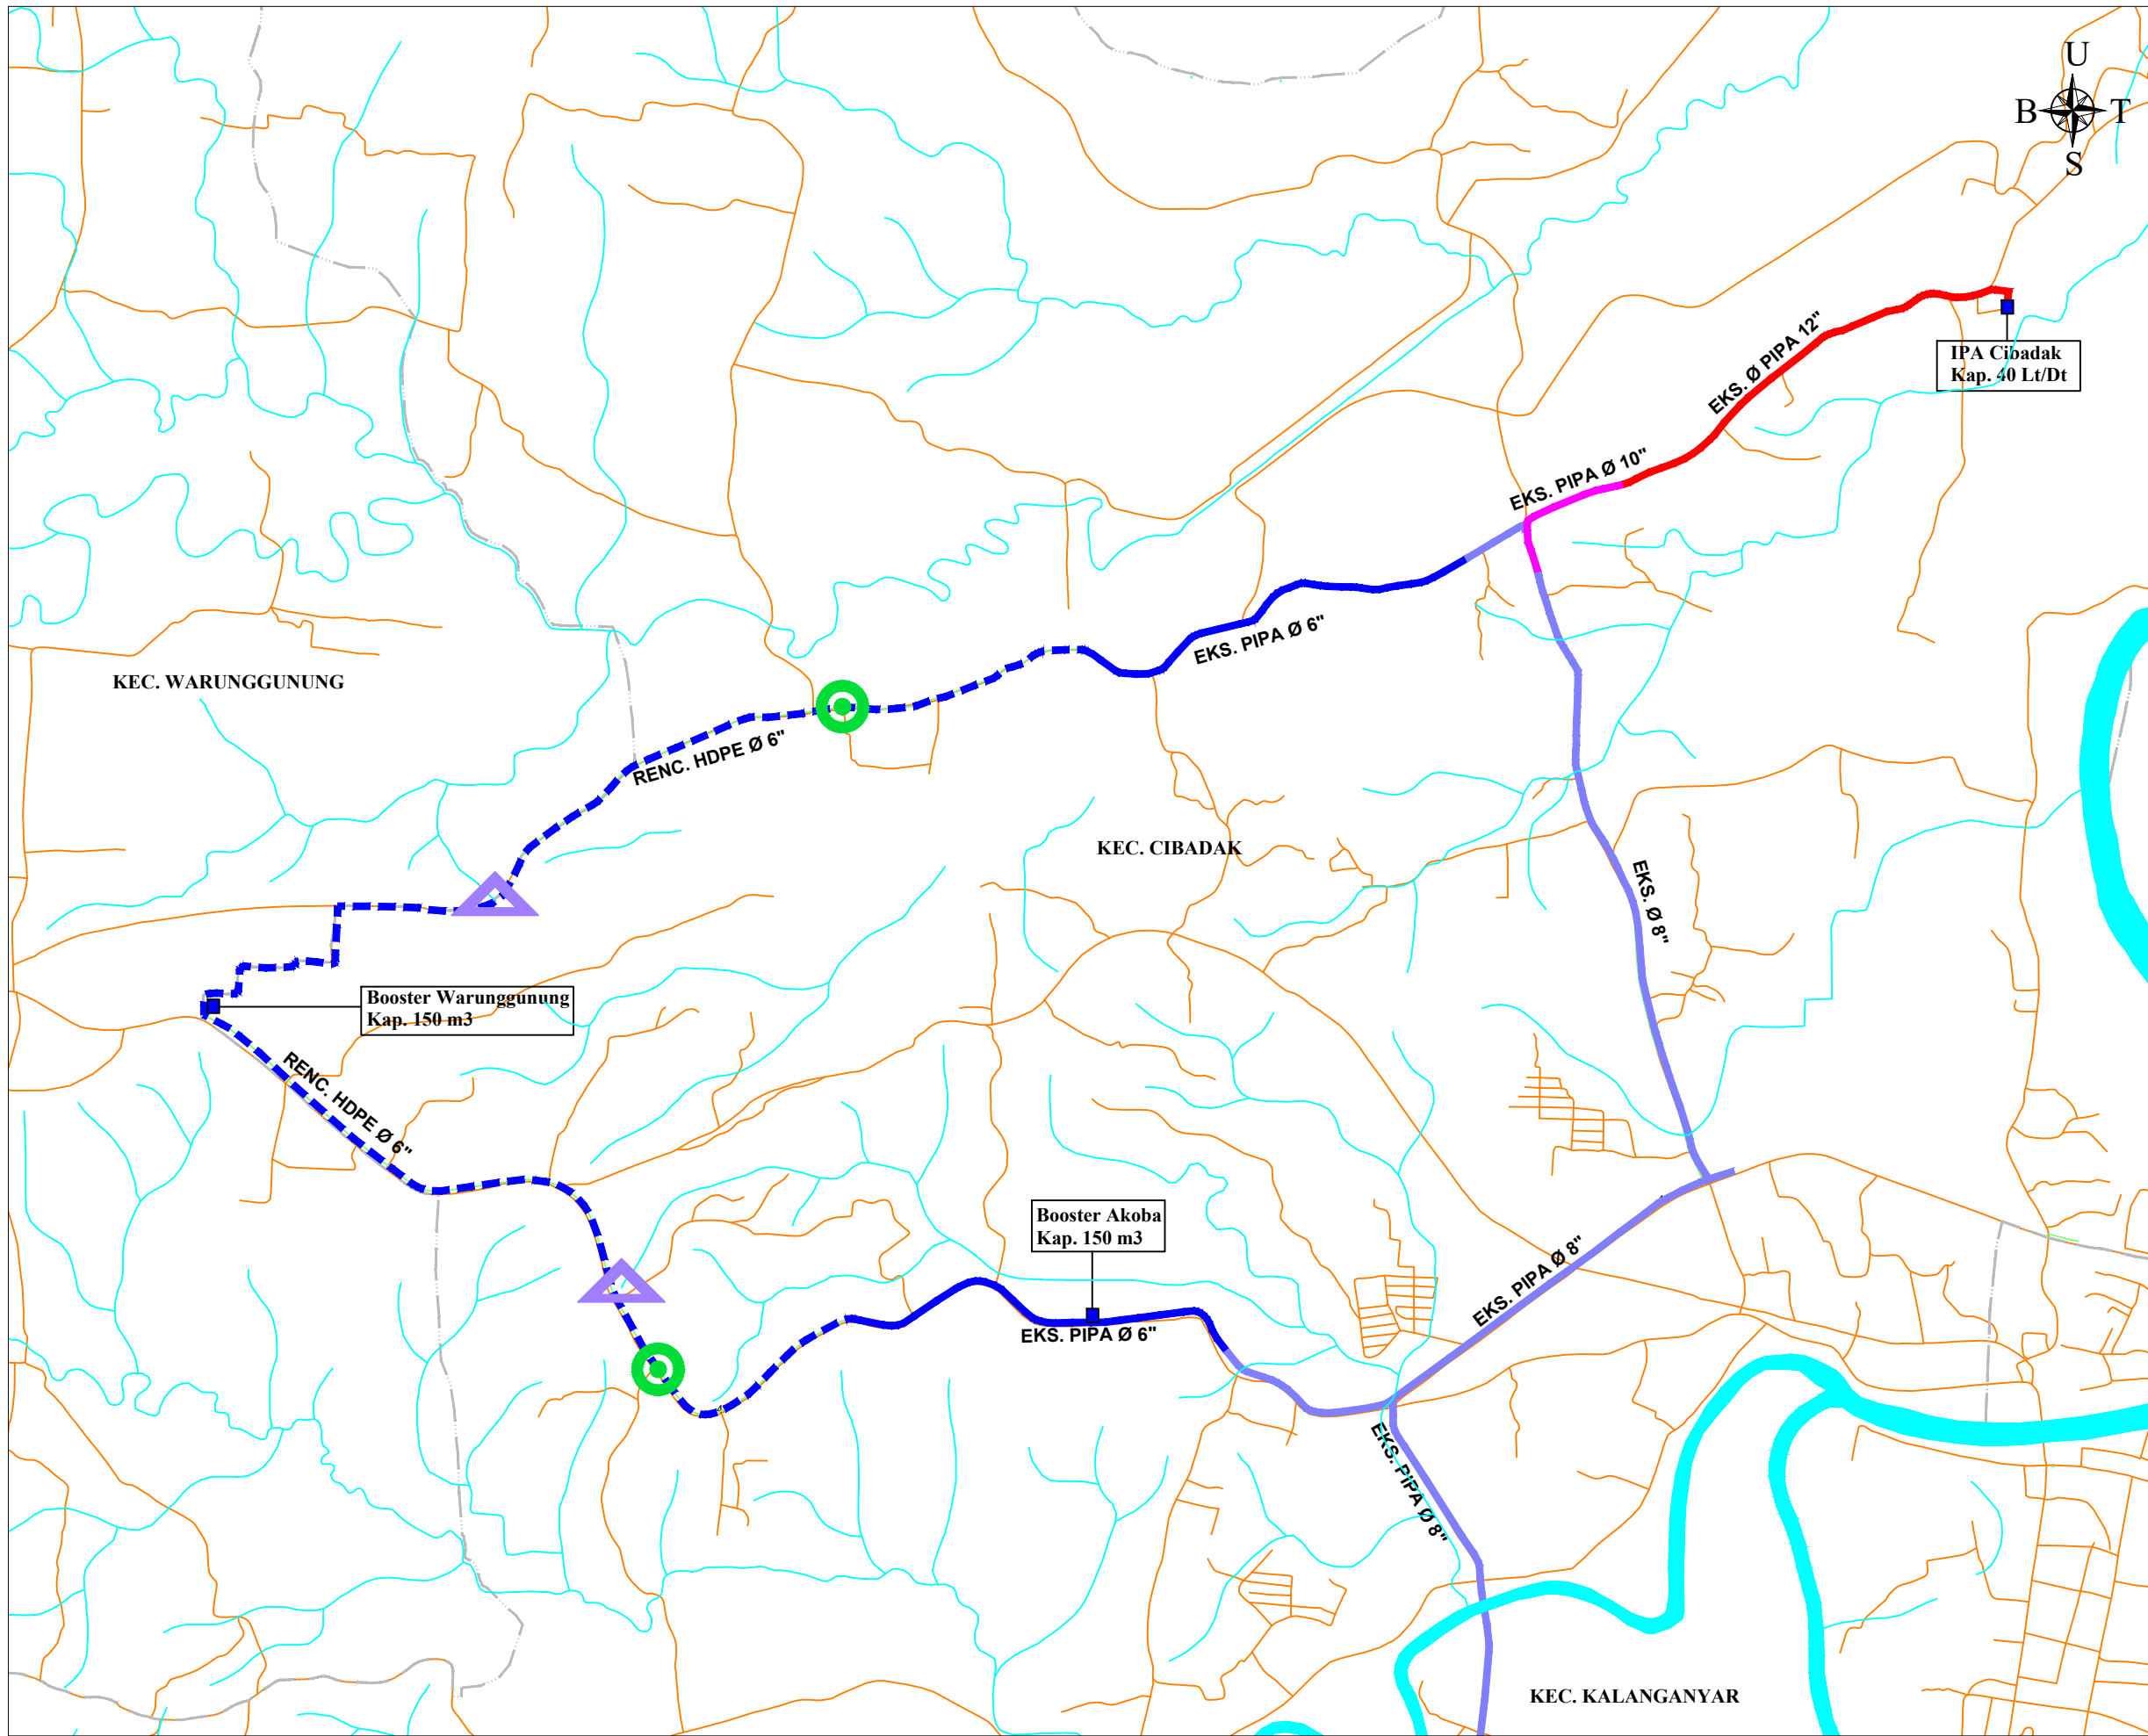 U
B
T
S
IPA Cibadak
Kap. 40 Lt/Dt
EKS. Ø PIPA 12"
EKS. PIPA Ø 10"
EKS. PIPA Ø 6"
KEC. WARUNGGUNUNG
RENC. HDPE Ø 6"
KEC. CIBADAK
EKS. Ø 8"
Booster Warunggunung
Kap. 150 m3
RENC. HDPE Ø 6"
Booster Akoba
Kap. 150 m3
EKS. PIPA Ø 8"
EKS. PIPA Ø 6"
EKS. PIPA Ø 8"
KEC. KALANGANYAR